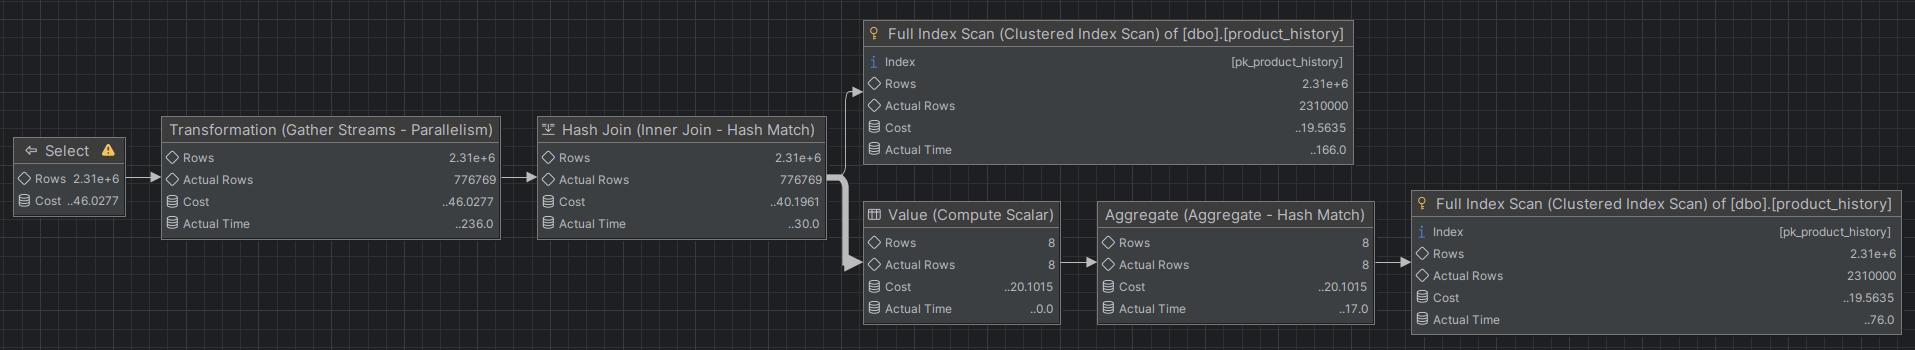 Select
Rows 2.31e+6
Cost ..46.0277
Transformation (Gather Streams - Parallelism)
Rows 2.31e+6
Actual Rows 776769
Cost ..46.0277
Actual Time ..236.0
Hash Join (Inner Join - Hash Match)
Rows 2.31e+6
Actual Rows 776769
Cost ..40.1961
Actual Time ..30.0
Full Index Scan (Clustered Index Scan) of [dbo].[product_history]
i Index [pk_product_history]
Rows 2.31e+6
Actual Rows 2310000
Cost ..19.5635
Actual Time ..166.0
Value (Compute Scalar)
Rows 8
Actual Rows 8
Cost ..20.1015
Actual Time ..0.0
Aggregate (Aggregate - Hash Match)
Rows 8
Actual Rows 8
Cost ..20.1015
Actual Time ..17.0
Full Index Scan (Clustered Index Scan) of [dbo].[product_history]
i Index [pk_product_history]
Rows 2.31e+6
Actual Rows 2310000
Cost ..19.5635
Actual Time ..76.0